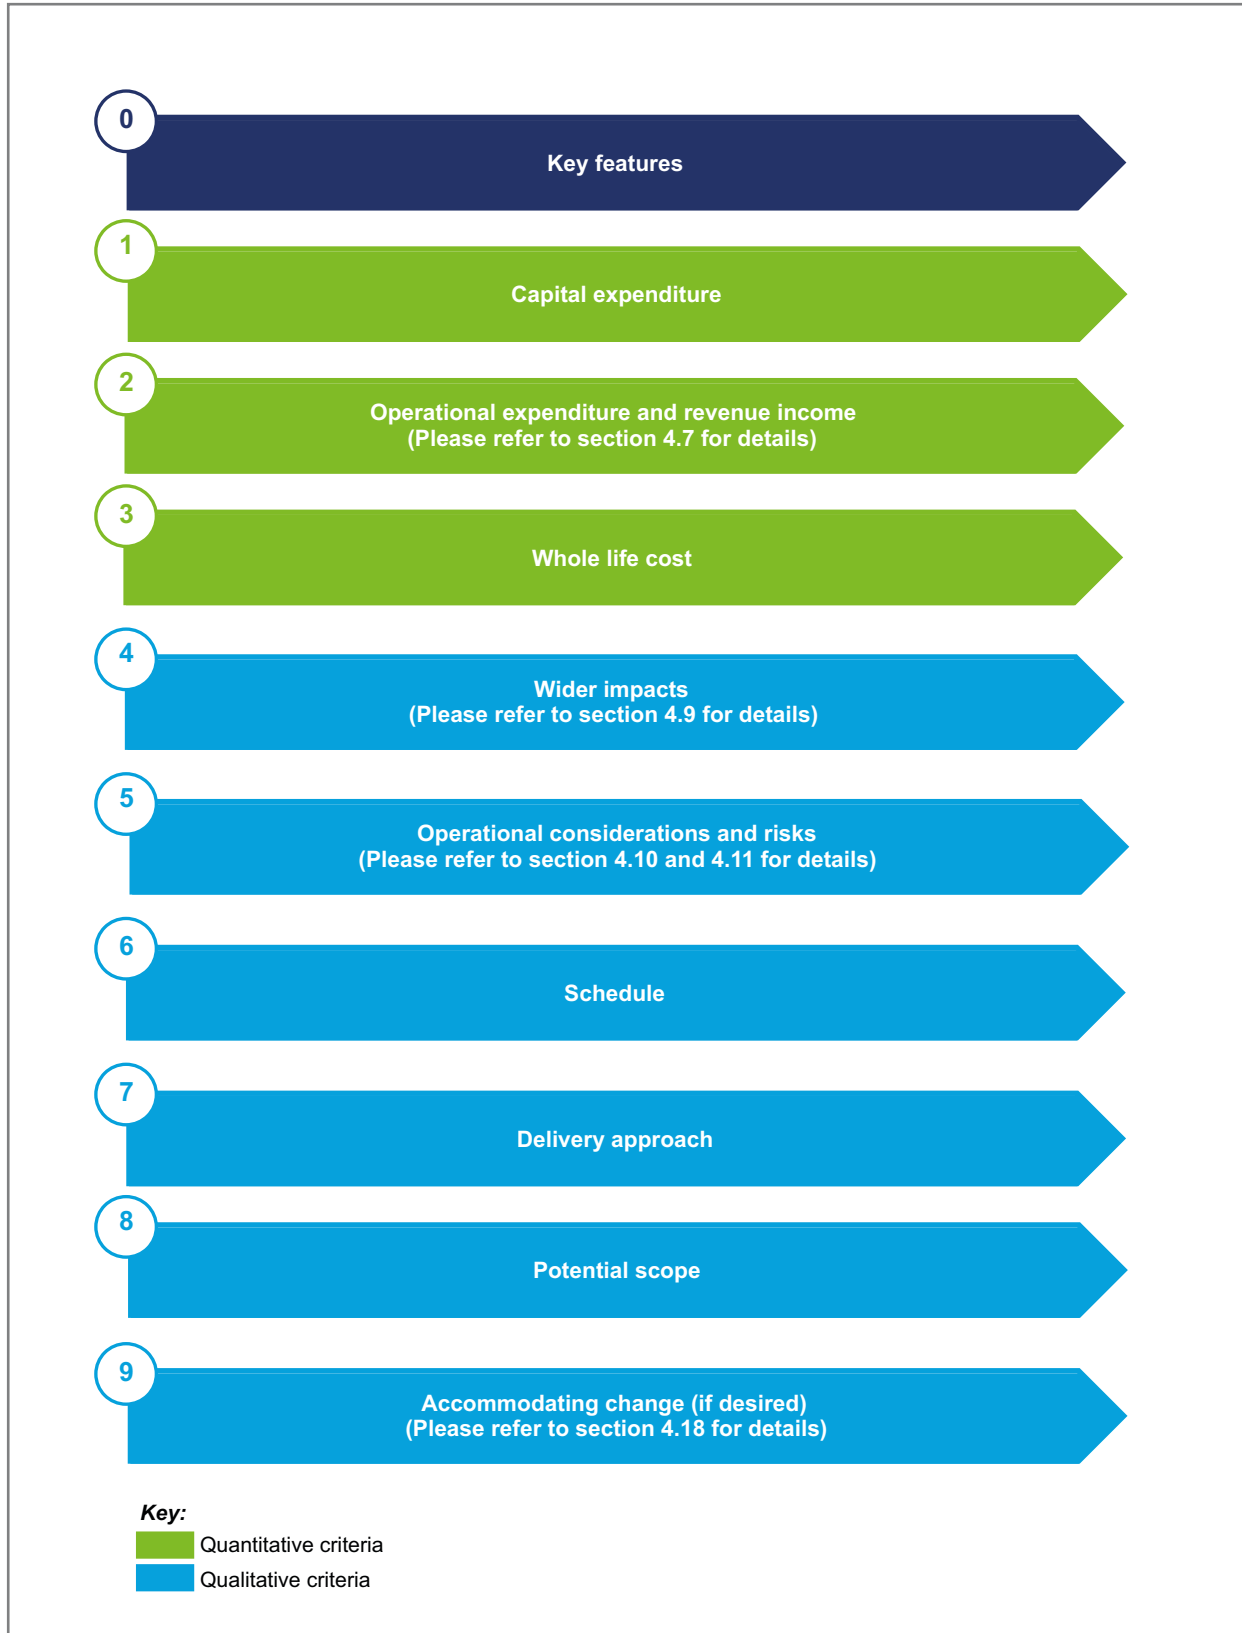 0
Key features
1
Capital expenditure
2
Operational expenditure and revenue income
(Please refer to section 4.7 for details)
3
Whole life cost
4
Wider impacts
(Please refer to section 4.9 for details)
5
Operational considerations and risks
(Please refer to section 4.10 and 4.11 for details)
6
Schedule
7
Delivery approach
8
Potential scope
9
Accommodating change (if desired)
(Please refer to section 4.18 for details)
Key:
Quantitative criteria
Qualitative criteria